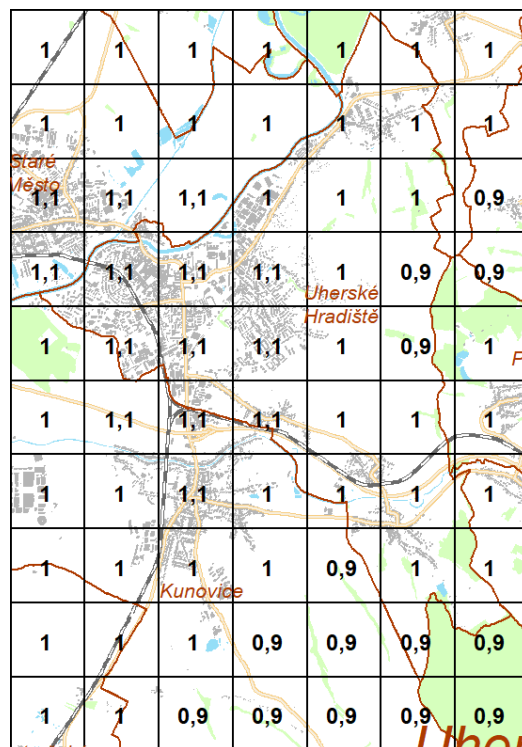 1 1 1 1 1 1 1
1 1 1 1 1 1 1
Staré
Město
1,1 1,1 1,1 1 1 1 0,9
1,1 1,1 1,1 1,1 1 0,9 0,9
Uherské
Hradiště
1 1,1 1,1 1,1 1 0,9 1
P
1 1,1 1,1 1,1 1 1 1
1 1 1,1 1 1 1 1
1 1 1 1 0,9 1 1
Kunovice
1 1 1 0,9 0,9 0,9 0,9
1 1 0,9 0,9 0,9 0,9 0,9
Uher